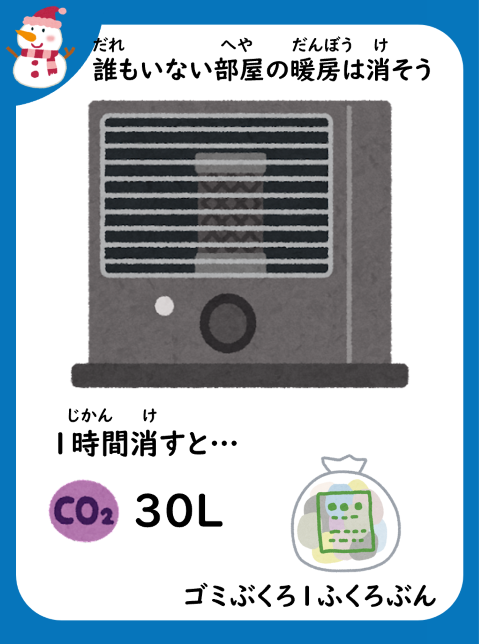 だれ へや だんぼう け
誰もいない部屋の暖房は消そう
じかん け
1時間消すと…
CO₂ 30L
ゴミぶくろ1ふくろぶん